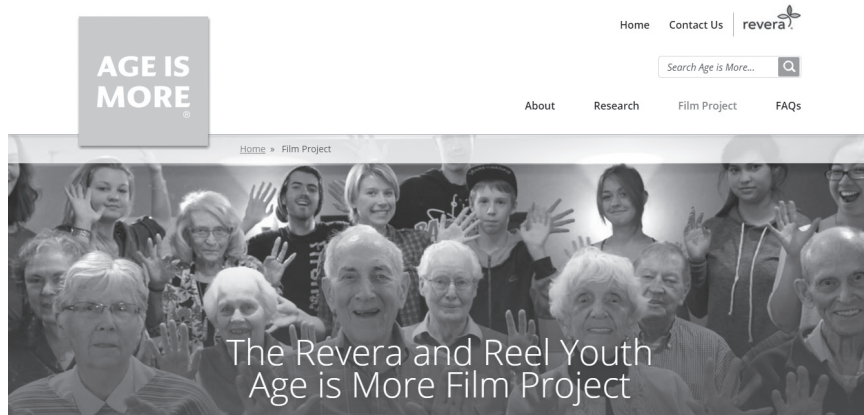 Home Contact Us revera
AGE IS
MORE
®
Search Age is More...
About Research Film Project FAQs
Home » Film Project
The Revera and Reel Youth
Age is More Film Project